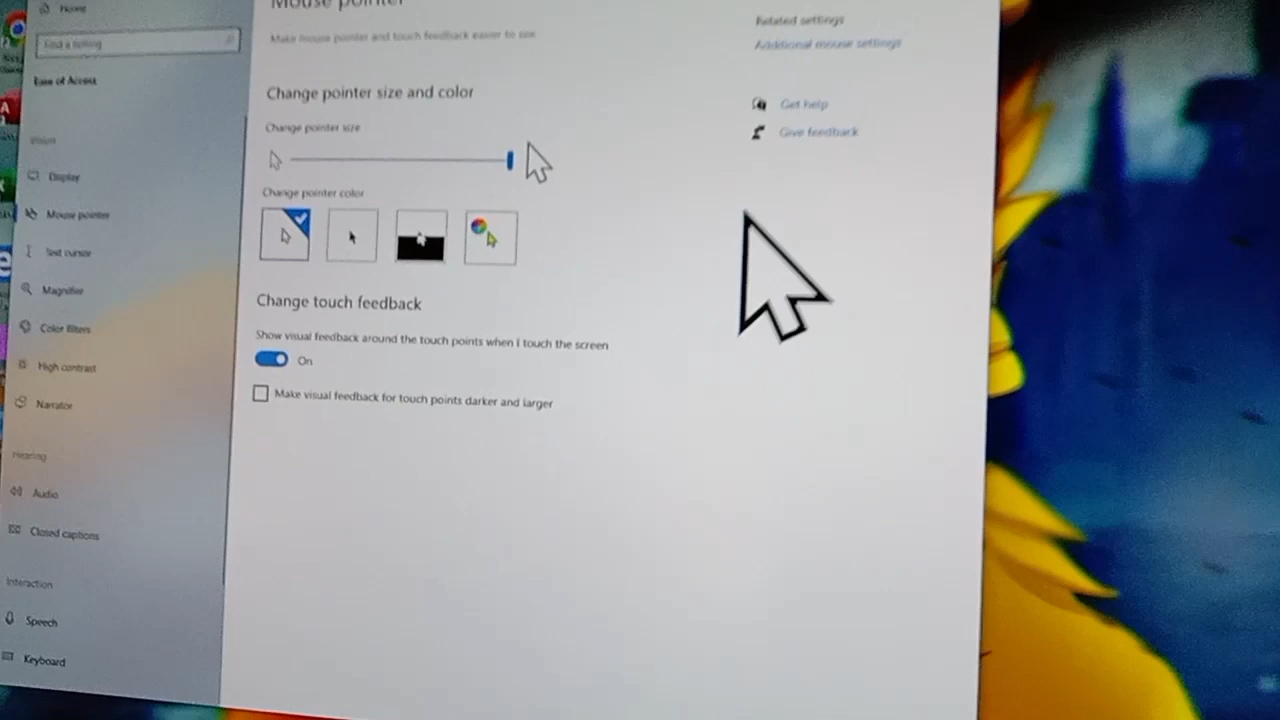 Home
Find a setting
Ease of Access
Vision
Display
Mouse pointer
Text cursor
Magnifier
Color filters
High contrast
Narrator
Hearing
Audio
Closed captions
Interaction
Speech
Keyboard
Mouse pointer
Make mouse pointer and touch feedback easier to see.
Change pointer size and color
Change pointer size
Change pointer color
Change touch feedback
Show visual feedback around the touch points when I touch the screen
On
Make visual feedback for touch points darker and larger
Related settings
Additional mouse settings
Get help
Give feedback